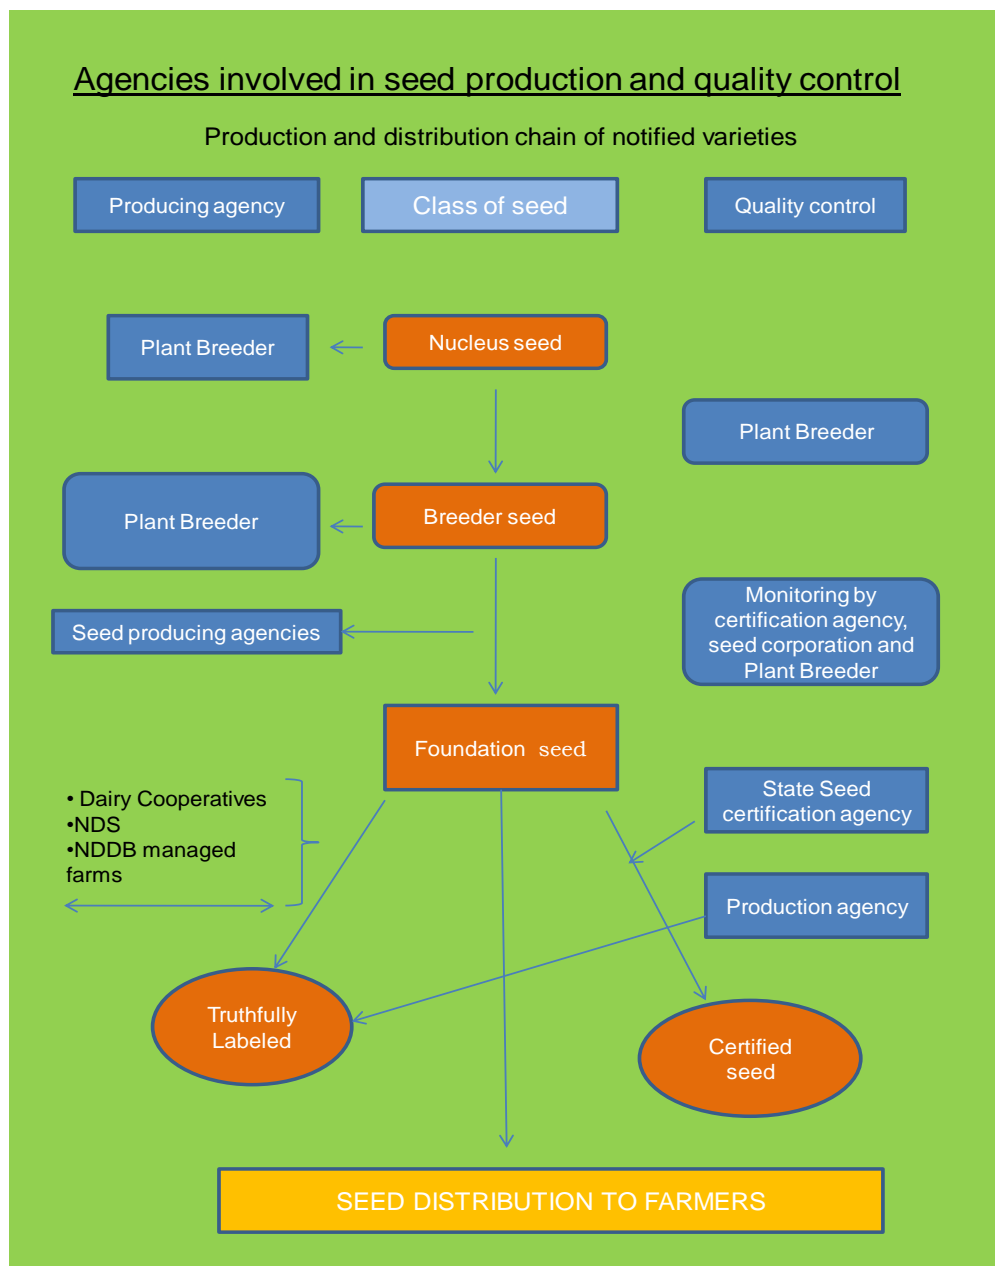 Agencies involved in seed production and quality control
Production and distribution chain of notified varieties
Producing agency
Class of seed
Quality control
Plant Breeder
Nucleus seed
Plant Breeder
Plant Breeder
Breeder seed
Seed producing agencies
Monitoring by
certification agency,
seed corporation and
Plant Breeder
Foundation seed
• Dairy Cooperatives
•NDS
•NDDB managed
farms
State Seed
certification agency
Production agency
Truthfully
Labeled
Certified
seed
SEED DISTRIBUTION TO FARMERS